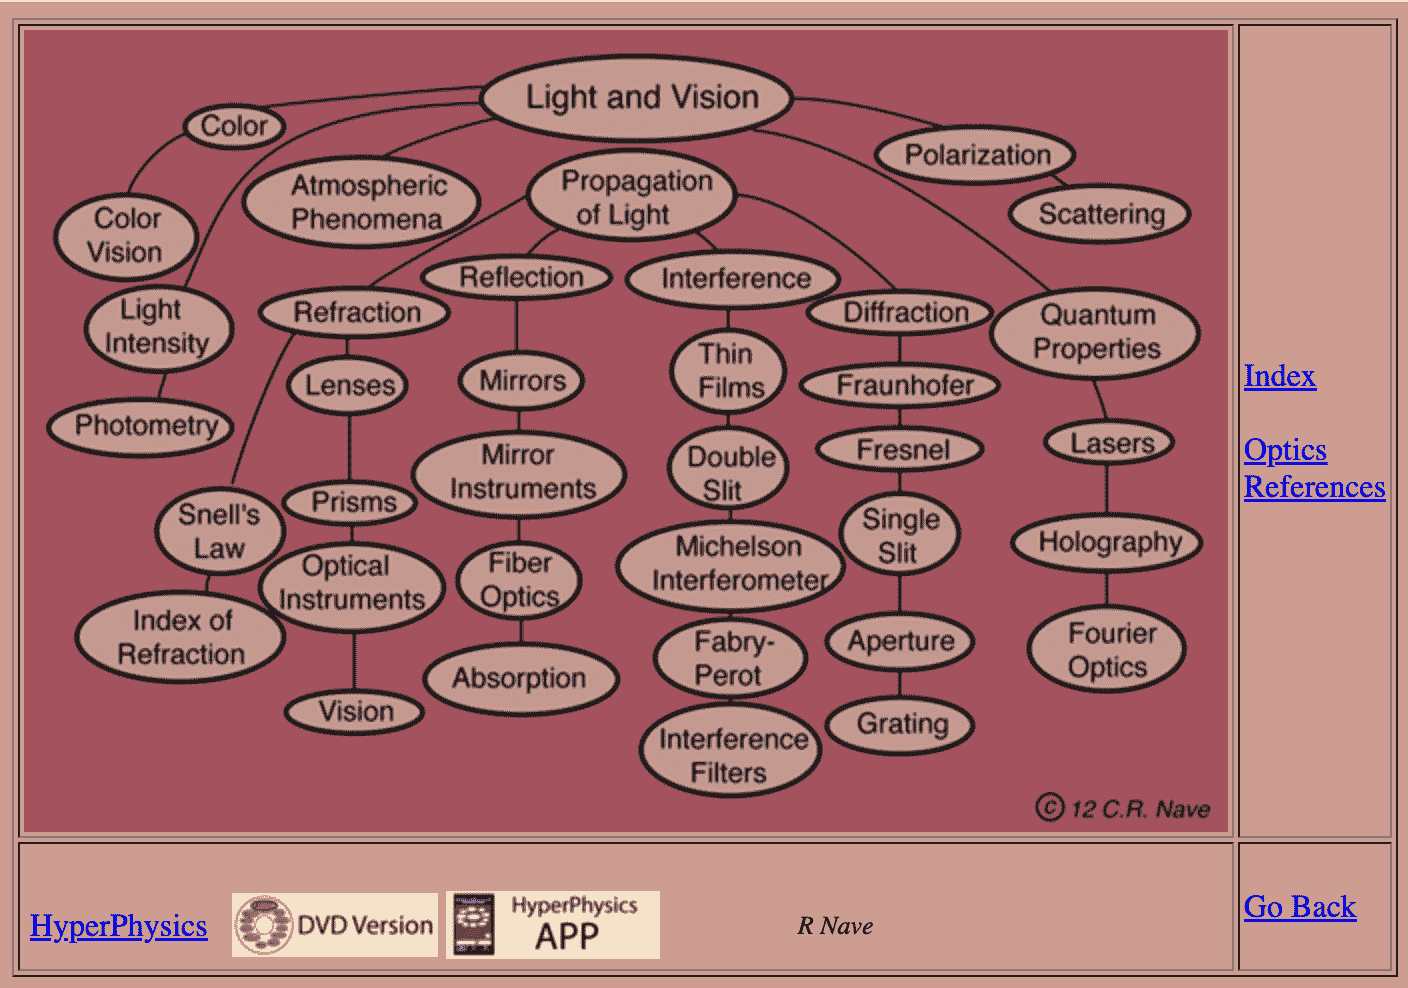 Light and Vision
Color
Polarization
Atmospheric
Phenomena
Propagation
of Light
Scattering
Color
Vision
Reflection
Interference
Light
Intensity
Refraction
Diffraction
Quantum
Properties
Thin
Films
Lenses
Mirrors
Fraunhofer
Photometry
Mirror
Instruments
Double
Slit
Fresnel
Lasers
Snell's
Law
Prisms
Single
Slit
Michelson
Interferometer
Holography
Optical
Instruments
Fiber
Optics
Index of
Refraction
Fabry-
Perot
Aperture
Fourier
Optics
Absorption
Vision
Interference
Filters
Grating
© 12 C.R. Nave
Index
Optics
References
HyperPhysics
DVD Version
HyperPhysics
APP
R Nave
Go Back